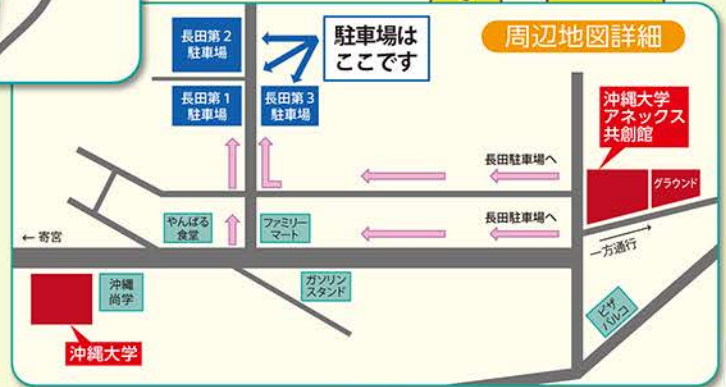 周辺地図詳細
長田第2
駐車場
駐車場は
ここです
長田第1
駐車場
長田第3
駐車場
沖縄大学
アネックス
共創館
グラウンド
長田駐車場へ
やんばる
食堂
ファミリー
マート
長田駐車場へ
一方通行
← 寄宮
沖縄
尚学
ガソリン
スタンド
ピザ
パルコ
沖縄大学